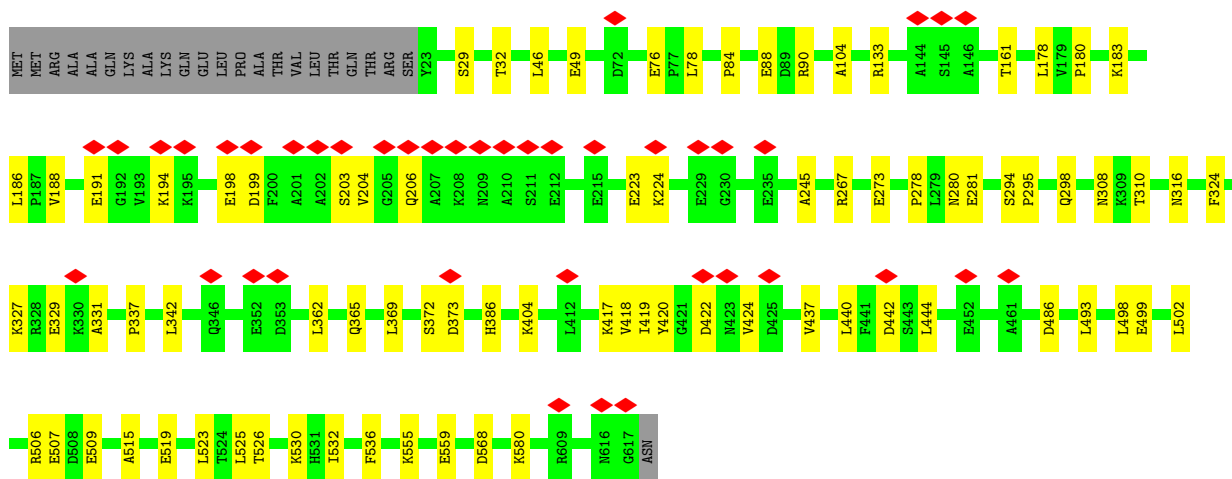 MET MET ARG ALA ALA ALA GLN LYS ALA LYS GLN GLU LEU PRO ALA THR VAL LEU THR GLN THR ARG SER Y23 S29 T32 L46 E49 D72 E76 P77 L78 P84 E88 D89 R90 A104 R133 A144 S145 A146 T161 L178 V179 P180 K183
L186 P187 V188 E191 G192 V193 K194 K195 E198 D199 F200 A201 A202 S203 V204 G205 Q206 A207 K208 N209 A210 S211 E212 E215 E223 K224 E229 G230 E235 A245 R267 E273 P278 L279 N280 E281 S294 P295 Q298 N308 K309 T310 N316 F324
K327 R328 E329 K330 A331 P337 L342 Q346 E352 D353 L362 Q365 L369 S372 D373 H386 K404 L412 K417 V418 I419 Y420 G421 D422 N423 V424 D425 V437 L440 F441 D442 S443 L444 E452 A461 D486 L493 L498 E499 L502
R506 E507 D508 E509 A515 E519 L523 T524 L525 T526 K530 H531 I532 F536 K555 E559 D568 K580 R609 N616 G617 ASN